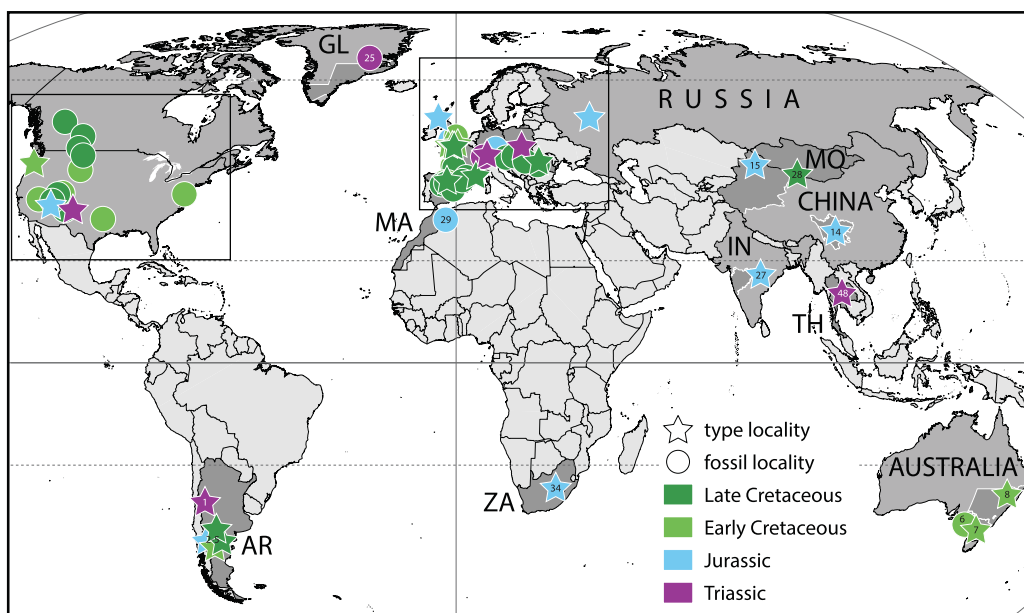 GL
25
RUSSIA
15
MO
28
CHINA
MA
29
14
IN
27
48
TH
type locality
fossil locality
AUSTRALIA
34
ZA
Late Cretaceous
8
1
Early Cretaceous
6
7
AR
Jurassic
Triassic